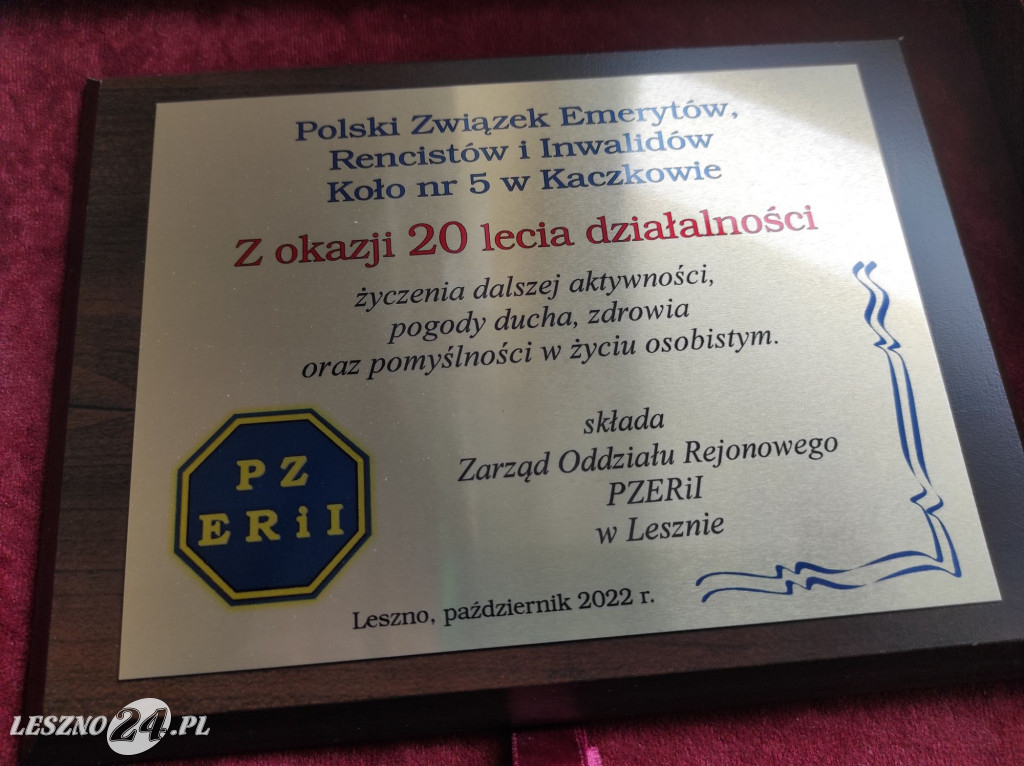 Polski Związek Emerytów,
Rencistów i Inwalidów
Koło nr 5 w Kaczkowie
Z okazji 20 lecia działalności
życzenia dalszej aktywności,
pogody ducha, zdrowia
oraz pomyślności w życiu osobistym.
składa
Zarząd Oddziału Rejonowego
PZERiI
w Lesznie
P Z
ERiI
Leszno, październik 2022 r.
LESZNO24.PL